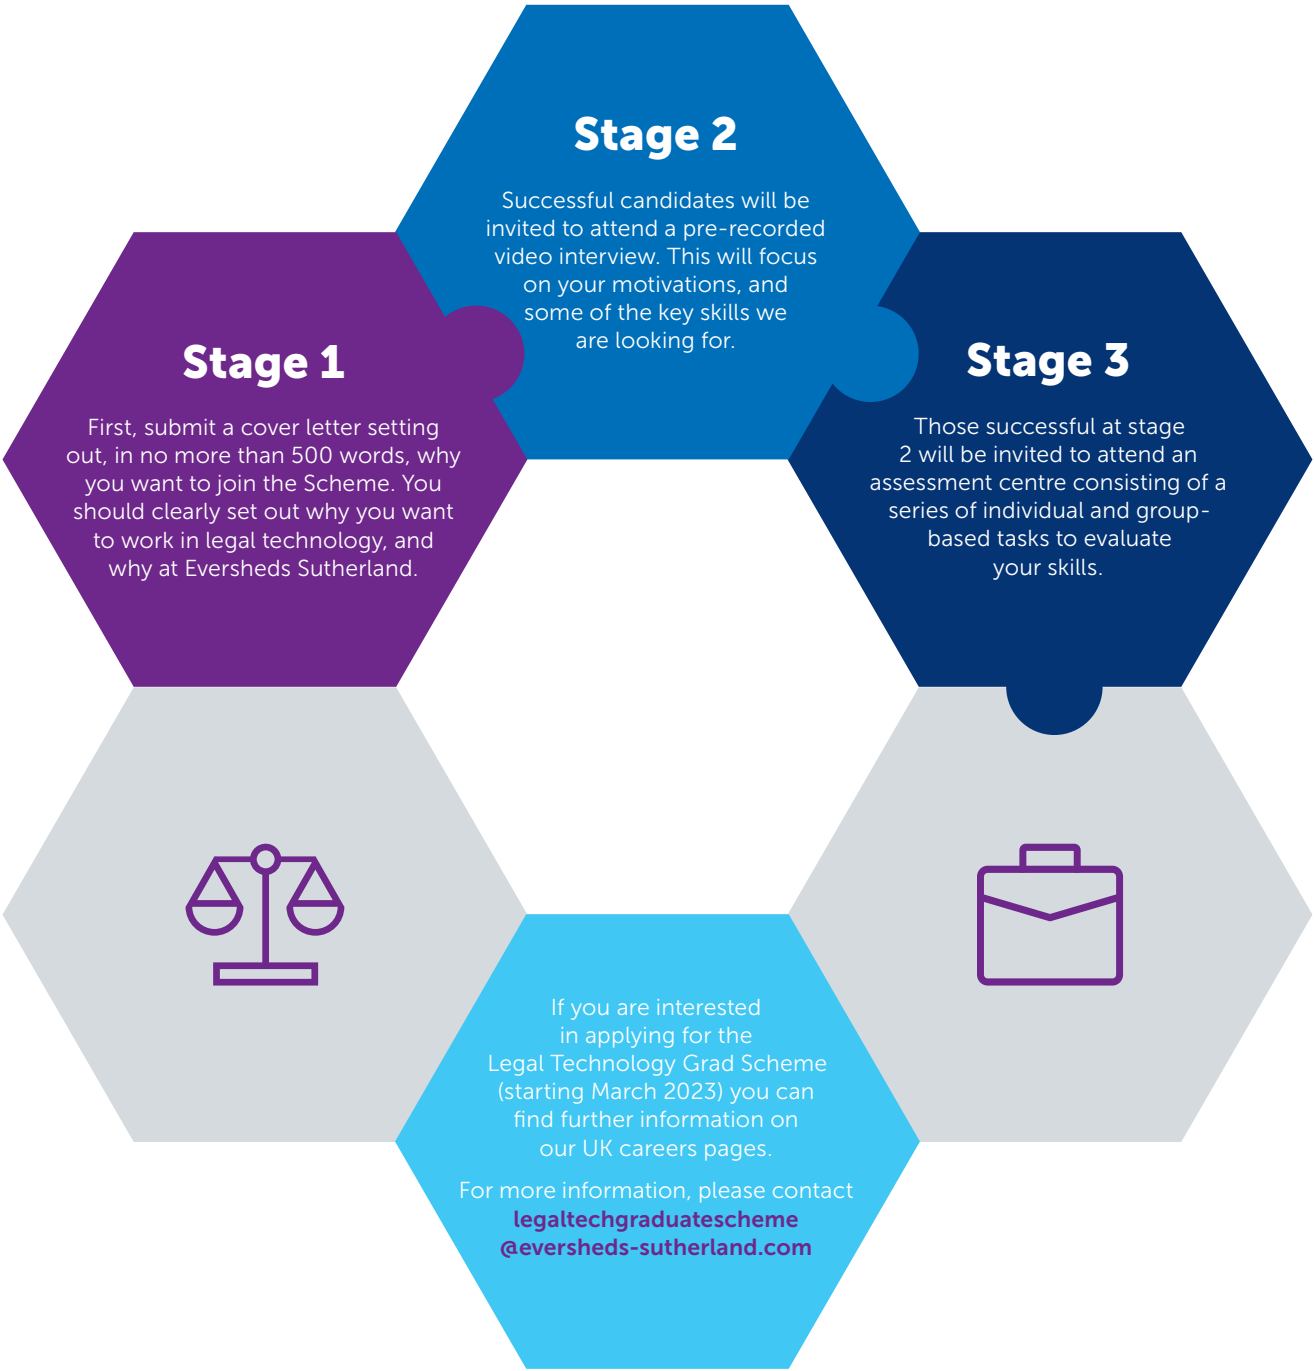 Stage 1
First, submit a cover letter setting
out, in no more than 500 words, why
you want to join the Scheme. You
should clearly set out why you want
to work in legal technology, and
why at Eversheds Sutherland.
Stage 2
Successful candidates will be
invited to attend a pre-recorded
video interview. This will focus
on your motivations, and
some of the key skills we
are looking for.
Stage 3
Those successful at stage
2 will be invited to attend an
assessment centre consisting of a
series of individual and group-
based tasks to evaluate
your skills.
If you are interested
in applying for the
Legal Technology Grad Scheme
(starting March 2023) you can
find further information on
our UK careers pages.
For more information, please contact
legaltechgraduatescheme
@eversheds-sutherland.com